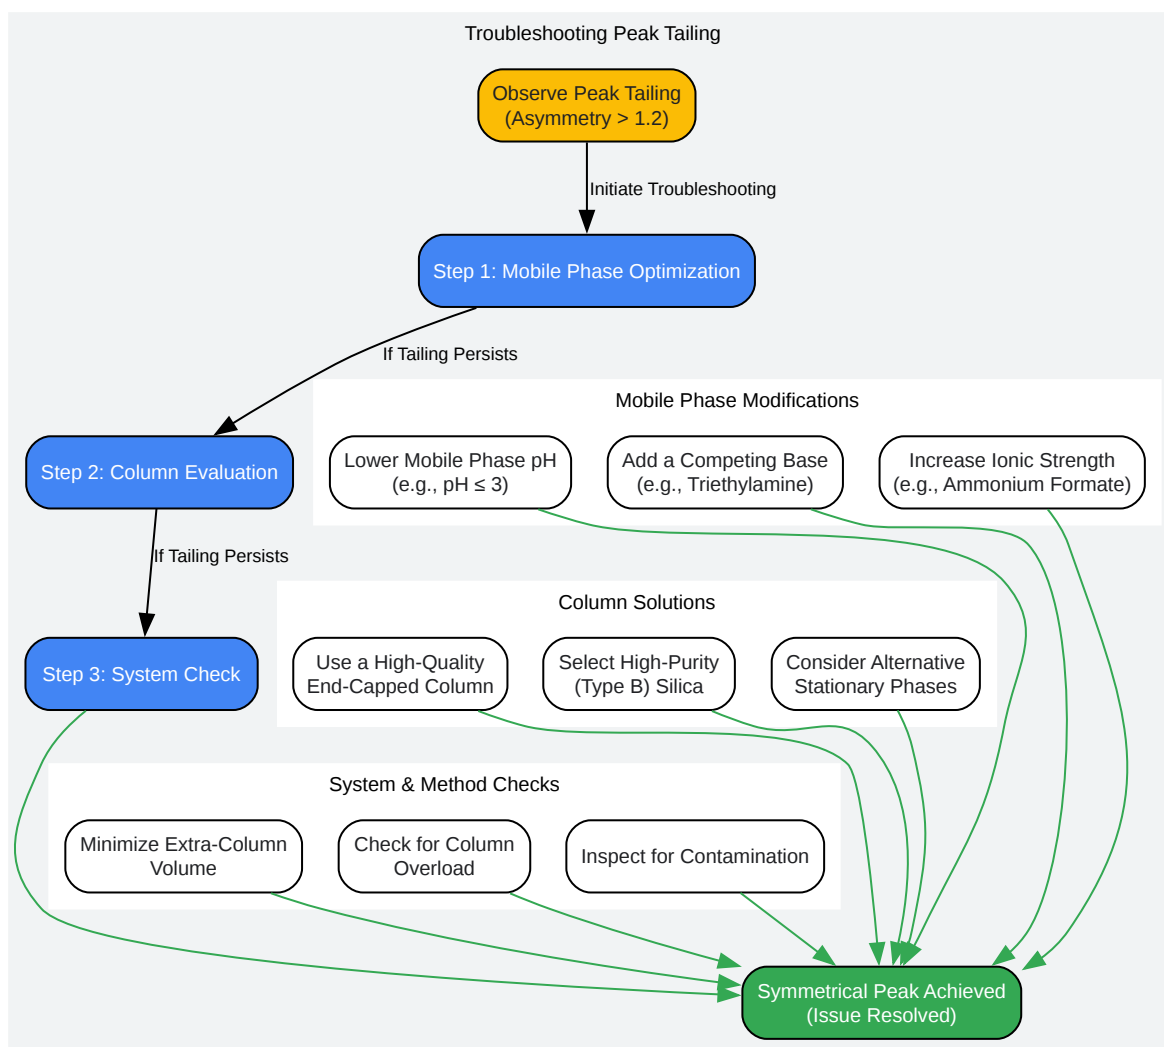 Troubleshooting Peak Tailing
Observe Peak Tailing
(Asymmetry > 1.2)
Initiate Troubleshooting
Step 1: Mobile Phase Optimization
If Tailing Persists
Mobile Phase Modifications
Step 2: Column Evaluation
Lower Mobile Phase pH
(e.g., pH ≤ 3)
Add a Competing Base
(e.g., Triethylamine)
Increase Ionic Strength
(e.g., Ammonium Formate)
If Tailing Persists
Column Solutions
Step 3: System Check
Use a High-Quality
End-Capped Column
Select High-Purity
(Type B) Silica
Consider Alternative
Stationary Phases
System & Method Checks
Minimize Extra-Column
Volume
Check for Column
Overload
Inspect for Contamination
Symmetrical Peak Achieved
(Issue Resolved)